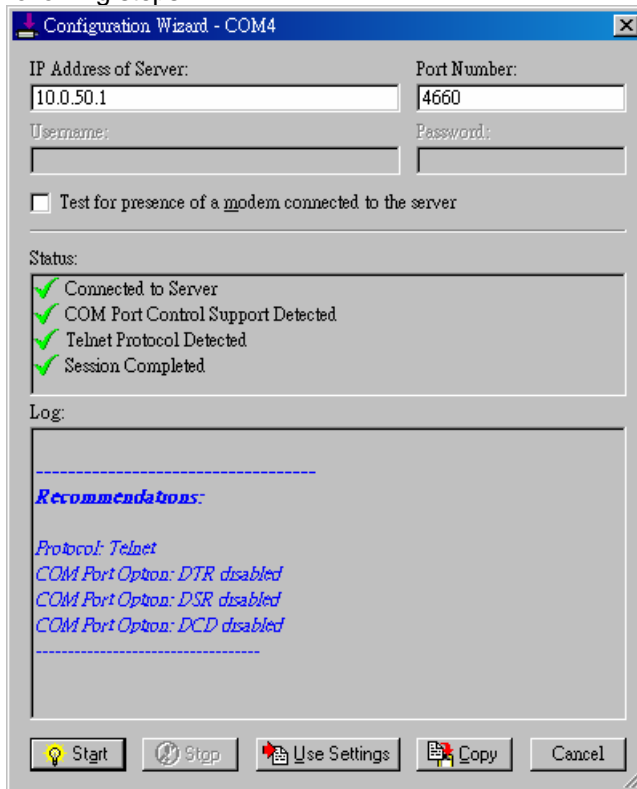 Configuration Wizard - COM4
IP Address of Server: Port Number:
10.0.50.1 4660
Username: Password:
Test for presence of a modem connected to the server
Status:
Connected to Server
COM Port Control Support Detected
Telnet Protocol Detected
Session Completed
Log:
------------------------------------
Recommendations:
Protocol: Telnet
COM Port Option: DTR disabled
COM Port Option: DSR disabled
COM Port Option: DCD disabled
------------------------------------
Start Stop Use Settings Copy Cancel